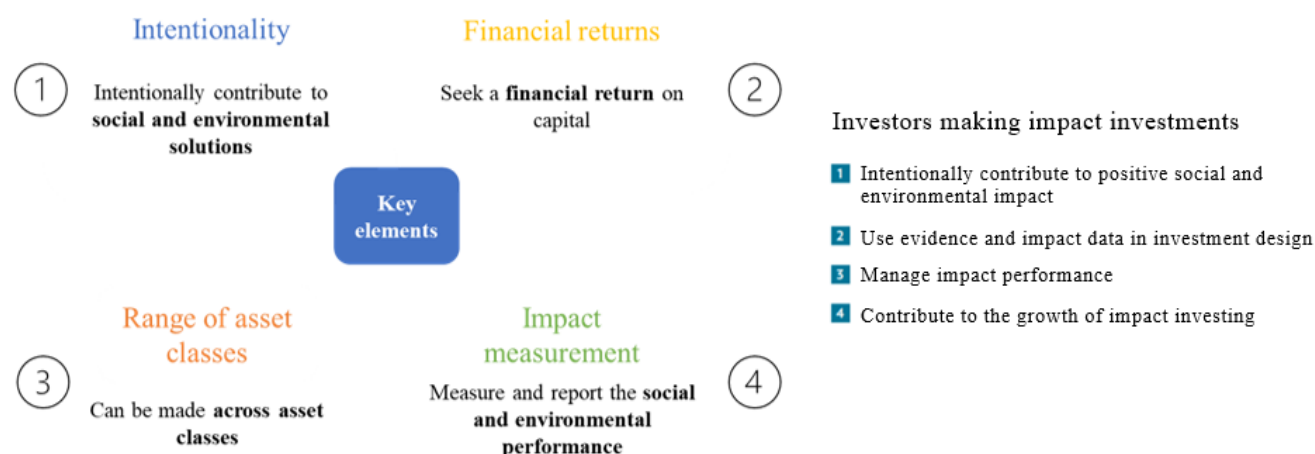 Intentionality
1
Intentionally contribute to
social and environmental
solutions
Financial returns
Seek a financial return on
capital
2
Key
elements
Range of asset
classes
3
Can be made across asset
classes
Impact
measurement
Measure and report the social
and environmental
performance
4
Investors making impact investments
1 Intentionally contribute to positive social and
environmental impact
2 Use evidence and impact data in investment design
3 Manage impact performance
4 Contribute to the growth of impact investing